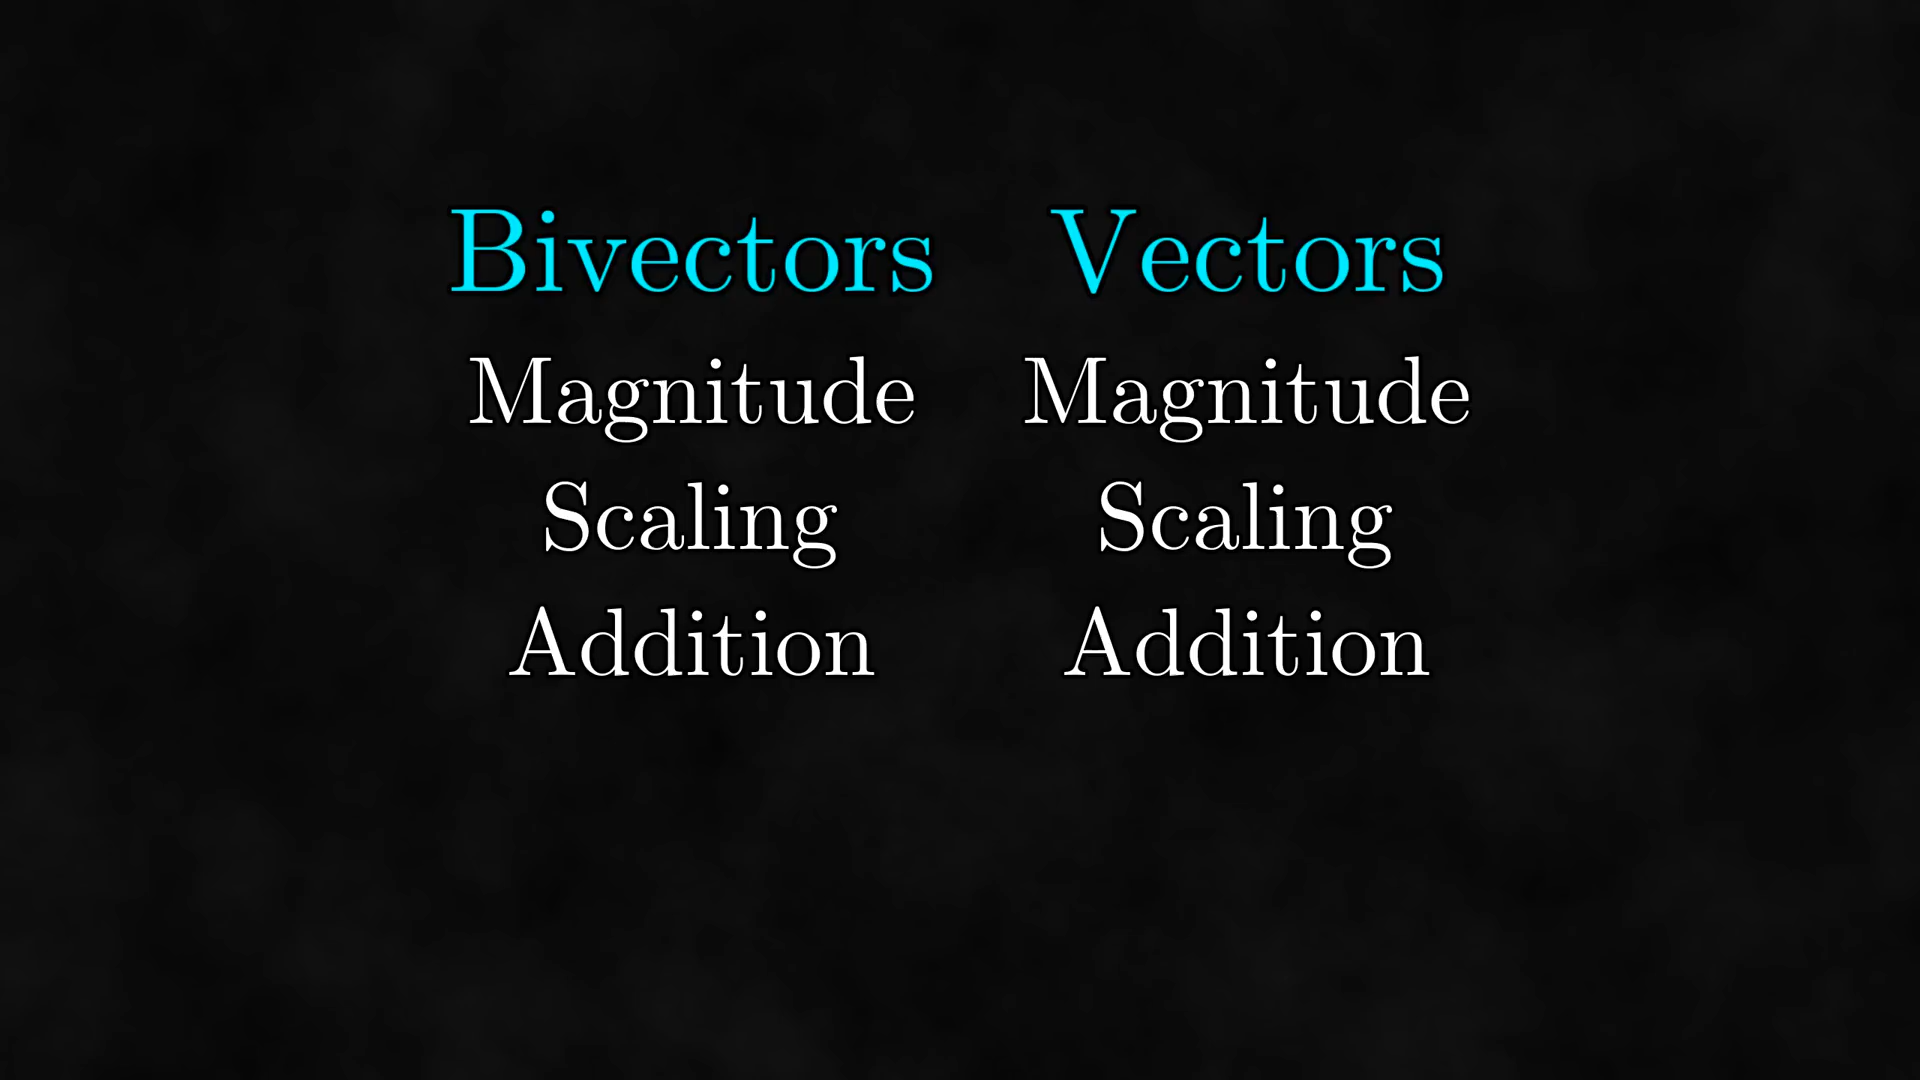 Bivectors Vectors
Magnitude Magnitude
Scaling Scaling
Addition Addition